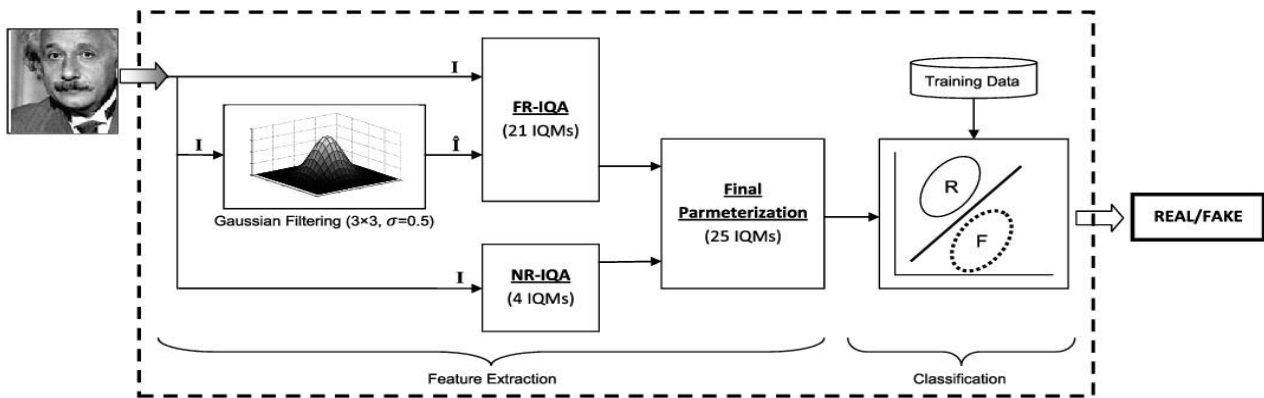 I
FR-IQA
(21 IQMs)
I
Î
Gaussian Filtering (3×3, σ=0.5)
I
NR-IQA
(4 IQMs)
Final
Parmeterization
(25 IQMs)
Training Data
R
F
REAL/FAKE
Feature Extraction
Classification